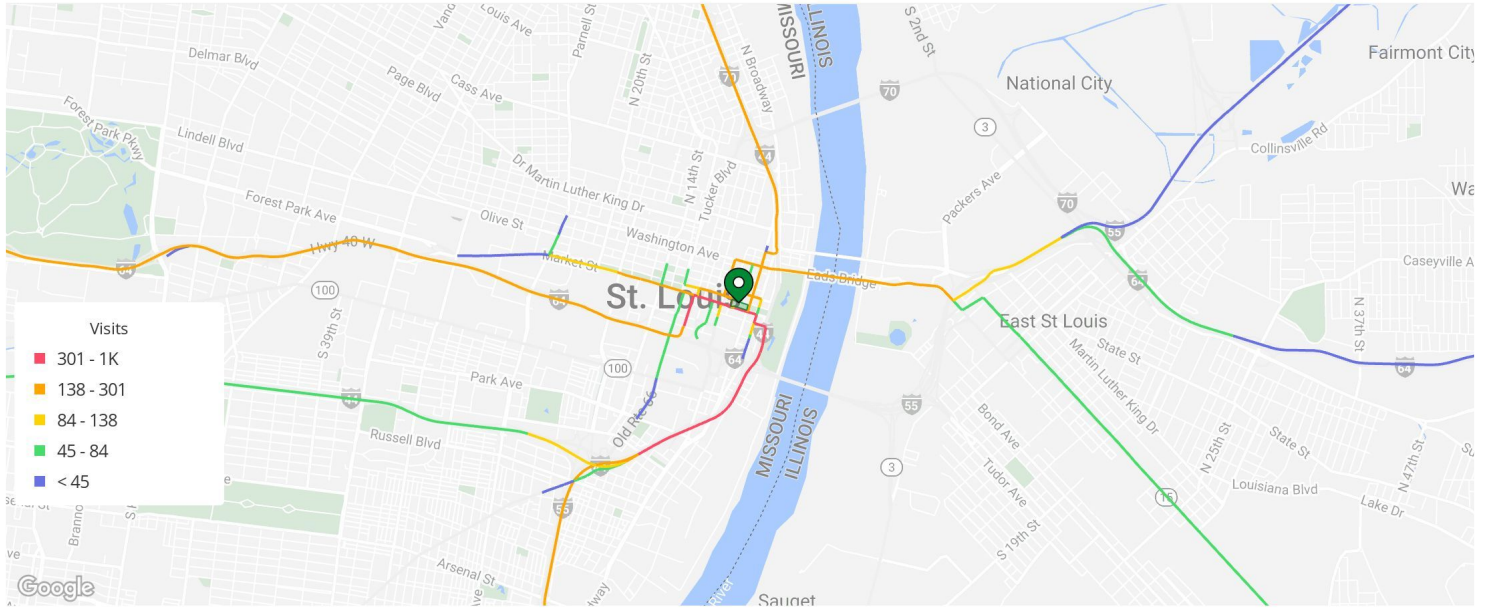 Louis Ave
Parnell St
N 20th St
N Broadway
MISSOURI
ILLINOIS
S 2nd St
Fairmont City
Delmar Blvd
Page Blvd
Cass Ave
70
70
National City
3
Forest Park Pkwy
Lindell Blvd
N 14th St
Tucker Blvd
44
Collinsville Rd
Dr Martin Luther King Dr
Packers Ave
70
Forest Park Ave
Olive St
Washington Ave
55
Hwy 40 W
Market St
64
Eads Bridge
64
Caseyville A
100
64
St. Louis
East St Louis
N 37th St
Visits
S 39th St
44
64
State St
301 - 1K
100
Martin Luther King Dr
64
138 - 301
Park Ave
84 - 138
44
Old Rte 66
55
Bond Ave
45 - 84
Russell Blvd
N 25th St
State St
N 47th St
< 45
MISSOURI
ILLINOIS
3
Tudor Ave
15
Louisiana Blvd
Lake Dr
55
S 19th St
Arsenal St
Google
River
Sauget